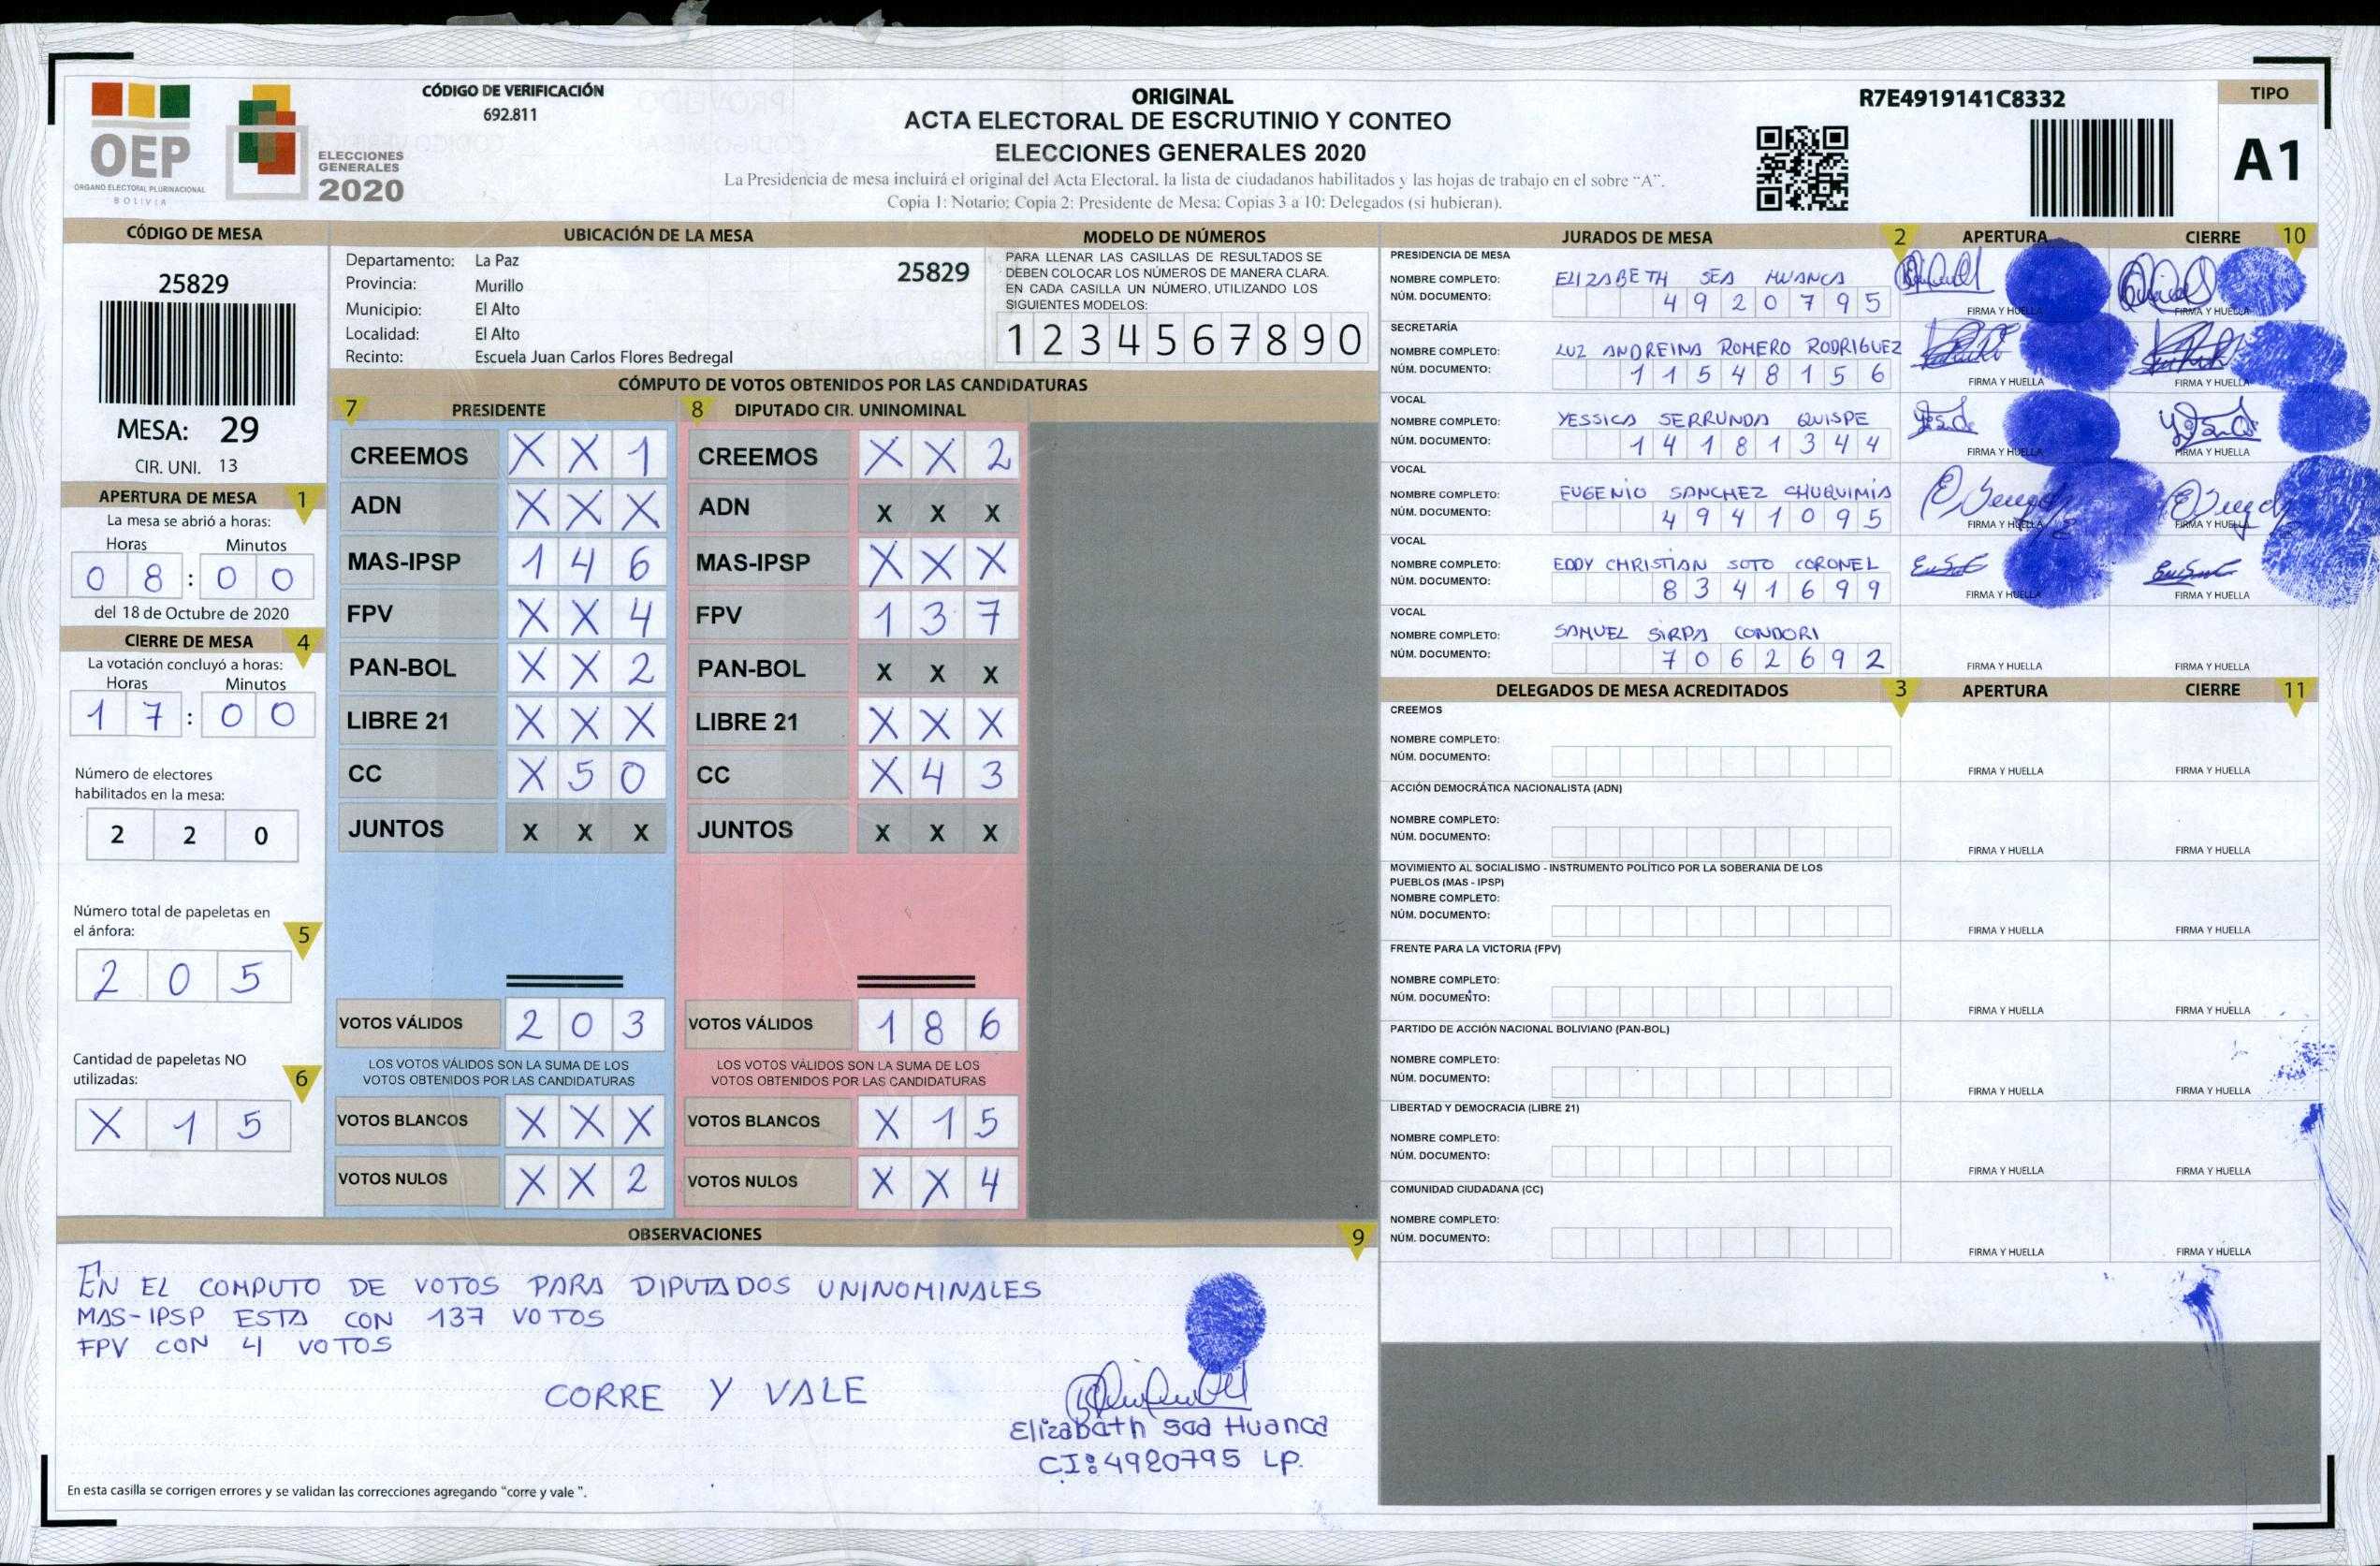 CÓDIGO DE VERIFICACIÓN
692.811
OEP
ÓRGANO ELECTORAL PLURINACIONAL
BOLIVIA
ELECCIONES
GENERALES
2020
ORIGINAL
ACTA ELECTORAL DE ESCRUTINIO Y CONTEO
ELECCIONES GENERALES 2020
La Presidencia de mesa incluirá el original del Acta Electoral, la lista de ciudadanos habilitados y las hojas de trabajo en el sobre “A”.
Copia 1: Notario; Copia 2: Presidente de Mesa; Copias 3 a 10: Delegados (si hubieran).
R7E4919141C8332
TIPO
A1
CÓDIGO DE MESA
25829
MESA: 29
CIR. UNI. 13
APERTURA DE MESA 1
La mesa se abrió a horas:
Horas Minutos
0 8 : 0 0
del 18 de Octubre de 2020
CIERRE DE MESA 4
La votación concluyó a horas:
Horas Minutos
1 7 : 0 0
Número de electores
habilitados en la mesa:
2 2 0
Número total de papeletas en
el ánfora: 5
2 0 5
Cantidad de papeletas NO
utilizadas: 6
X 1 5
UBICACIÓN DE LA MESA
Departamento: La Paz
25829
Provincia: Murillo
Municipio: El Alto
Localidad: El Alto
Recinto: Escuela Juan Carlos Flores Bedregal
MODELO DE NÚMEROS
PARA LLENAR LAS CASILLAS DE RESULTADOS SE
DEBEN COLOCAR LOS NÚMEROS DE MANERA CLARA.
EN CADA CASILLA UN NÚMERO, UTILIZANDO LOS
SIGUIENTES MODELOS:
1 2 3 4 5 6 7 8 9 0
CÓMPUTO DE VOTOS OBTENIDOS POR LAS CANDIDATURAS
7 PRESIDENTE
CREEMOS X X 1
ADN X X X
MAS-IPSP 1 4 6
FPV X X 4
PAN-BOL X X 2
LIBRE 21 X X X
CC X 5 0
JUNTOS X X X
VOTOS VÁLIDOS 2 0 3
LOS VOTOS VÁLIDOS SON LA SUMA DE LOS
VOTOS OBTENIDOS POR LAS CANDIDATURAS
VOTOS BLANCOS X X X
VOTOS NULOS X X 2
8 DIPUTADO CIR. UNINOMINAL
CREEMOS X X 2
ADN X X X
MAS-IPSP X X X
FPV 1 3 7
PAN-BOL X X X
LIBRE 21 X X X
CC X 4 3
JUNTOS X X X
VOTOS VÁLIDOS 1 8 6
LOS VOTOS VÁLIDOS SON LA SUMA DE LOS
VOTOS OBTENIDOS POR LAS CANDIDATURAS
VOTOS BLANCOS X 1 5
VOTOS NULOS X X 4
OBSERVACIONES 9
EN EL COMPUTO DE VOTOS PARA DIPUTADOS UNINOMINALES
MAS-IPSP ESTA CON 137 VOTOS
FPV CON 4 VOTOS
CORRE Y VALE
Elizabath Saa Huanca
CI:4920795 LP.
En esta casilla se corrigen errores y se validan las correcciones agregando “corre y vale”.
JURADOS DE MESA 2 APERTURA CIERRE 10
PRESIDENCIA DE MESA
NOMBRE COMPLETO: ELIZABETH SEA HUANCA
NÚM. DOCUMENTO: 4 9 2 0 7 9 5
FIRMA Y HUELLA FIRMA Y HUELLA
SECRETARÍA
NOMBRE COMPLETO: LUZ ANDREINA ROMERO RODRIGUEZ
NÚM. DOCUMENTO: 1 1 5 4 8 1 5 6
FIRMA Y HUELLA FIRMA Y HUELLA
VOCAL
NOMBRE COMPLETO: YESSICA SERRUNDA QUISPE
NÚM. DOCUMENTO: 1 4 1 8 1 3 4 4
FIRMA Y HUELLA FIRMA Y HUELLA
VOCAL
NOMBRE COMPLETO: EUGENIO SANCHEZ CHUQUIMIA
NÚM. DOCUMENTO: 4 9 4 1 0 9 5
FIRMA Y HUELLA FIRMA Y HUELLA
VOCAL
NOMBRE COMPLETO: EDDY CHRISTIAN SOTO CORONEL
NÚM. DOCUMENTO: 8 3 4 1 6 9 9
FIRMA Y HUELLA FIRMA Y HUELLA
VOCAL
NOMBRE COMPLETO: SAMUEL SIRPA CONDORI
NÚM. DOCUMENTO: 7 0 6 2 6 9 2
FIRMA Y HUELLA FIRMA Y HUELLA
DELEGADOS DE MESA ACREDITADOS 3 APERTURA CIERRE 11
CREEMOS
NOMBRE COMPLETO:
NÚM. DOCUMENTO:
FIRMA Y HUELLA FIRMA Y HUELLA
ACCIÓN DEMOCRÁTICA NACIONALISTA (ADN)
NOMBRE COMPLETO:
NÚM. DOCUMENTO:
FIRMA Y HUELLA FIRMA Y HUELLA
MOVIMIENTO AL SOCIALISMO - INSTRUMENTO POLÍTICO POR LA SOBERANIA DE LOS
PUEBLOS (MAS - IPSP)
NOMBRE COMPLETO:
NÚM. DOCUMENTO:
FIRMA Y HUELLA FIRMA Y HUELLA
FRENTE PARA LA VICTORIA (FPV)
NOMBRE COMPLETO:
NÚM. DOCUMENTO:
FIRMA Y HUELLA FIRMA Y HUELLA
PARTIDO DE ACCIÓN NACIONAL BOLIVIANO (PAN-BOL)
NOMBRE COMPLETO:
NÚM. DOCUMENTO:
FIRMA Y HUELLA FIRMA Y HUELLA
LIBERTAD Y DEMOCRACIA (LIBRE 21)
NOMBRE COMPLETO:
NÚM. DOCUMENTO:
FIRMA Y HUELLA FIRMA Y HUELLA
COMUNIDAD CIUDADANA (CC)
NOMBRE COMPLETO:
NÚM. DOCUMENTO:
FIRMA Y HUELLA FIRMA Y HUELLA